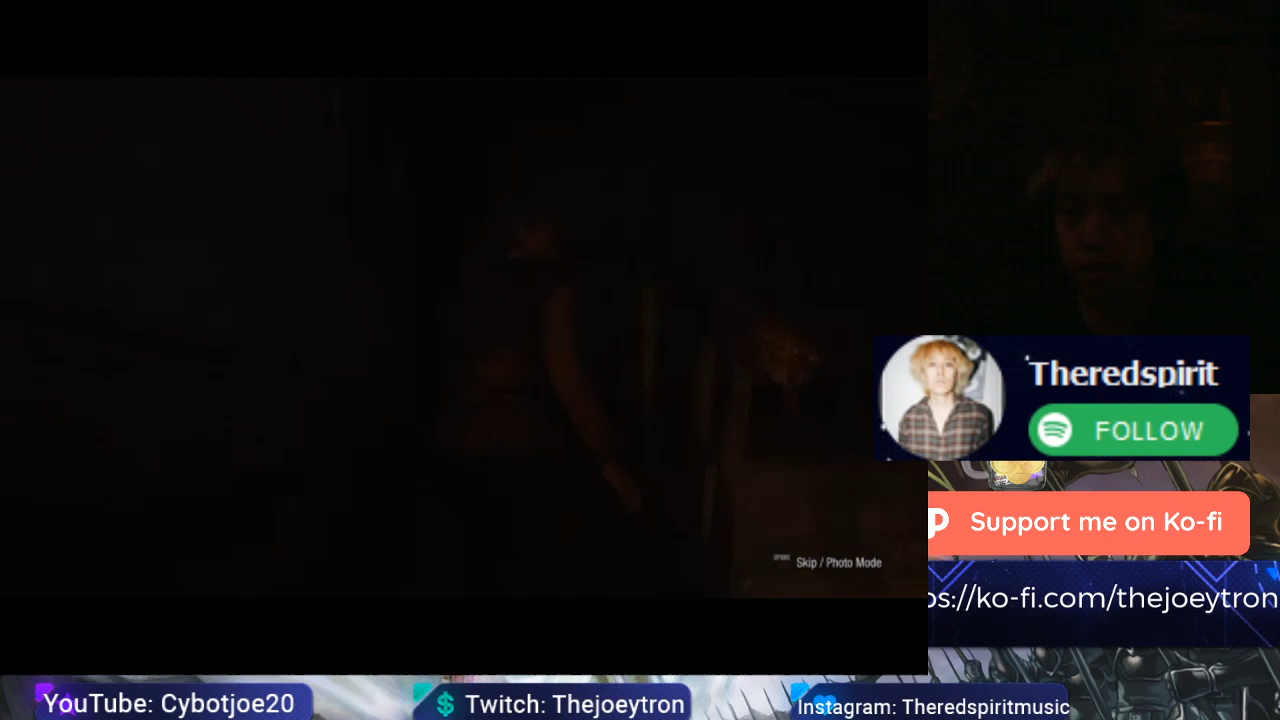 Theredspirit
FOLLOW
OPTIONS Skip / Photo Mode
Support me on Ko-fi
ps://ko-fi.com/thejoeytron
YouTube: Cybotjoe20
Twitch: Thejoeytron
Instagram: Theredspiritmusic